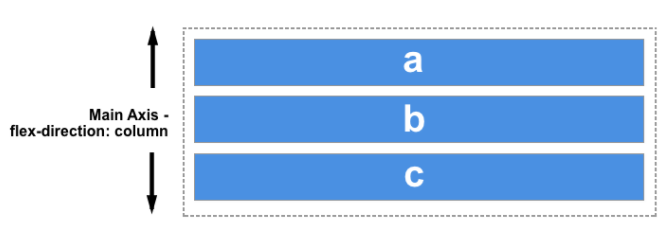 a
Main Axis -
flex-direction: column
b
c